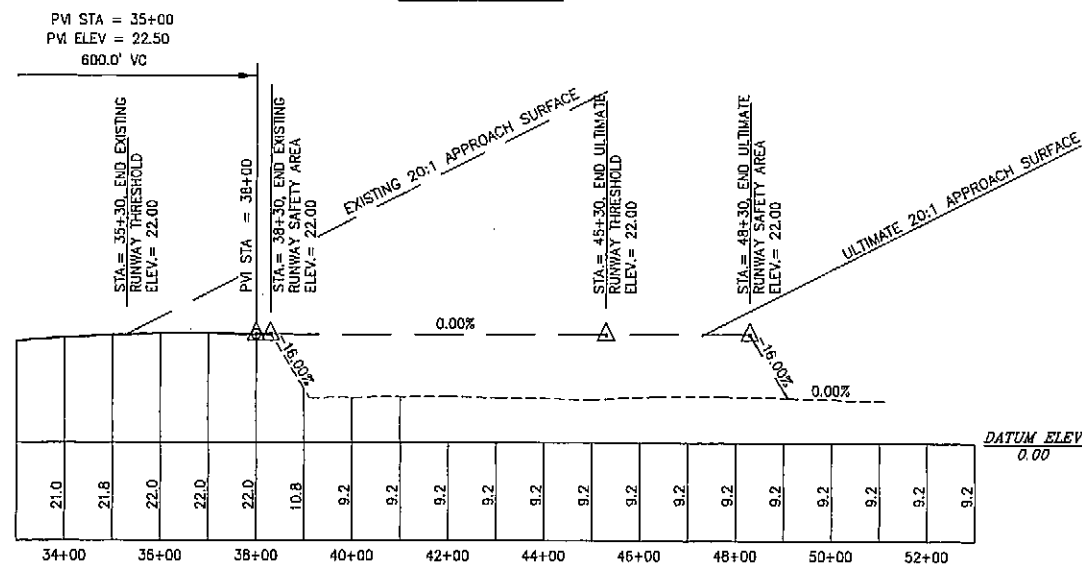 PVI STA = 35+00
PVI ELEV = 22.50
600.0' VC
STA.= 35+30, END EXISTING
RUNWAY THRESHOLD
ELEV.= 22.00
PVI STA = 38+00
STA.= 38+30, END EXISTING
RUNWAY SAFETY AREA
ELEV.= 22.00
EXISTING 20:1 APPROACH SURFACE
STA.= 45+30, END ULTIMATE
RUNWAY THRESHOLD
ELEV.= 22.00
STA.= 48+30, END ULTIMATE
RUNWAY SAFETY AREA
ELEV.= 22.00
ULTIMATE 20:1 APPROACH SURFACE
0.00%
-16.00%
-16.00%
0.00%
DATUM ELEV
0.00
21.0
21.8
22.0
22.0
22.0
10.8
9.2
9.2
9.2
9.2
9.2
9.2
9.2
9.2
9.2
9.2
9.2
9.2
9.2
9.2
34+00
36+00
38+00
40+00
42+00
44+00
46+00
48+00
50+00
52+00